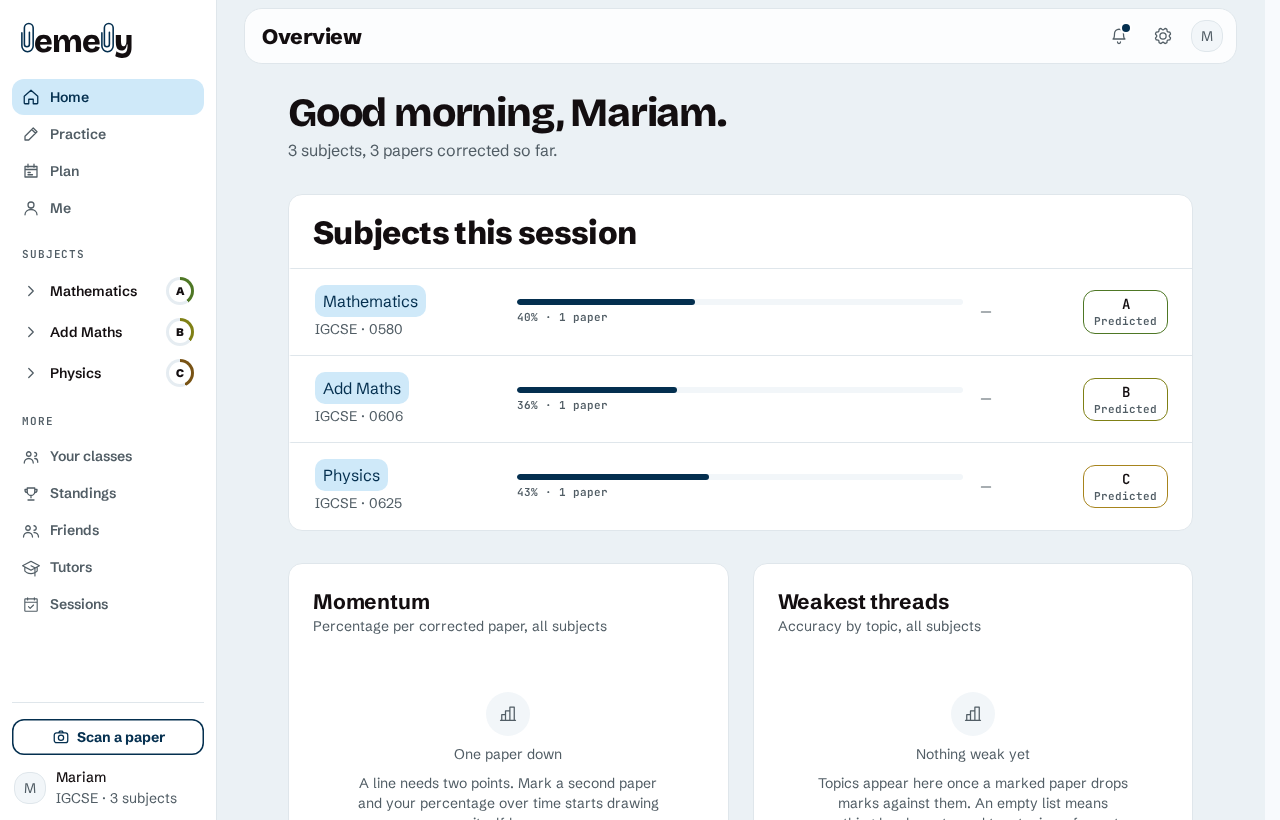 lemelly
Overview
M
Home
Practice
Plan
Me
SUBJECTS
Mathematics A
Add Maths B
Physics C
MORE
Your classes
Standings
Friends
Tutors
Sessions
Scan a paper
M
Mariam
IGCSE · 3 subjects
Good morning, Mariam.
3 subjects, 3 papers corrected so far.
Subjects this session
Mathematics
IGCSE · 0580
40% · 1 paper
—
A
Predicted
Add Maths
IGCSE · 0606
36% · 1 paper
—
B
Predicted
Physics
IGCSE · 0625
43% · 1 paper
—
C
Predicted
Momentum
Percentage per corrected paper, all subjects
One paper down
A line needs two points. Mark a second paper
and your percentage over time starts drawing
Weakest threads
Accuracy by topic, all subjects
Nothing weak yet
Topics appear here once a marked paper drops
marks against them. An empty list means